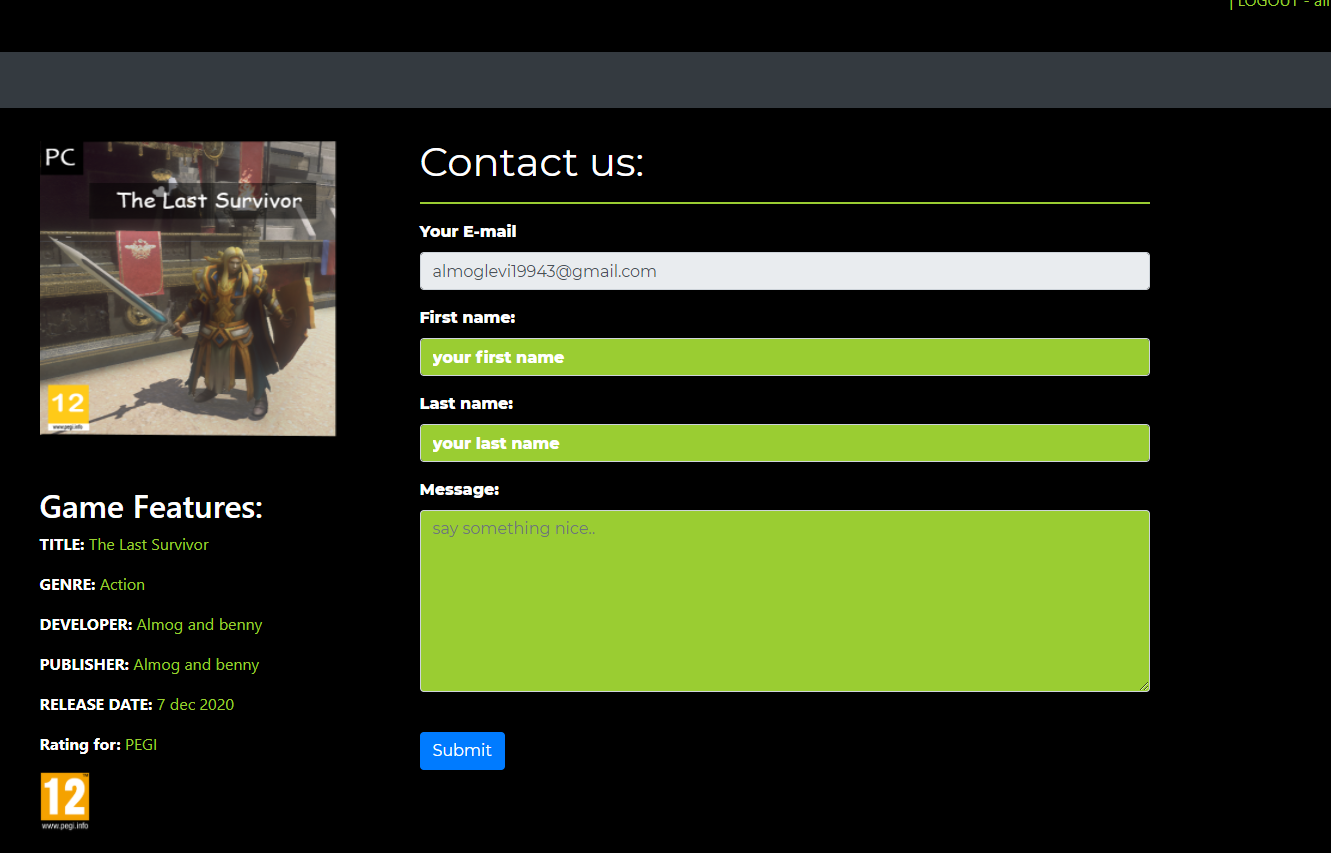 | LOGOUT -
PC
The Last Survivor
12
www.pegi.info
Game Features:
TITLE: The Last Survivor
GENRE: Action
DEVELOPER: Almog and benny
PUBLISHER: Almog and benny
RELEASE DATE: 7 dec 2020
Rating for: PEGI
12
www.pegi.info
Contact us:
Your E-mail
almoglevi19943@gmail.com
First name:
your first name
Last name:
your last name
Message:
say something nice..
Submit